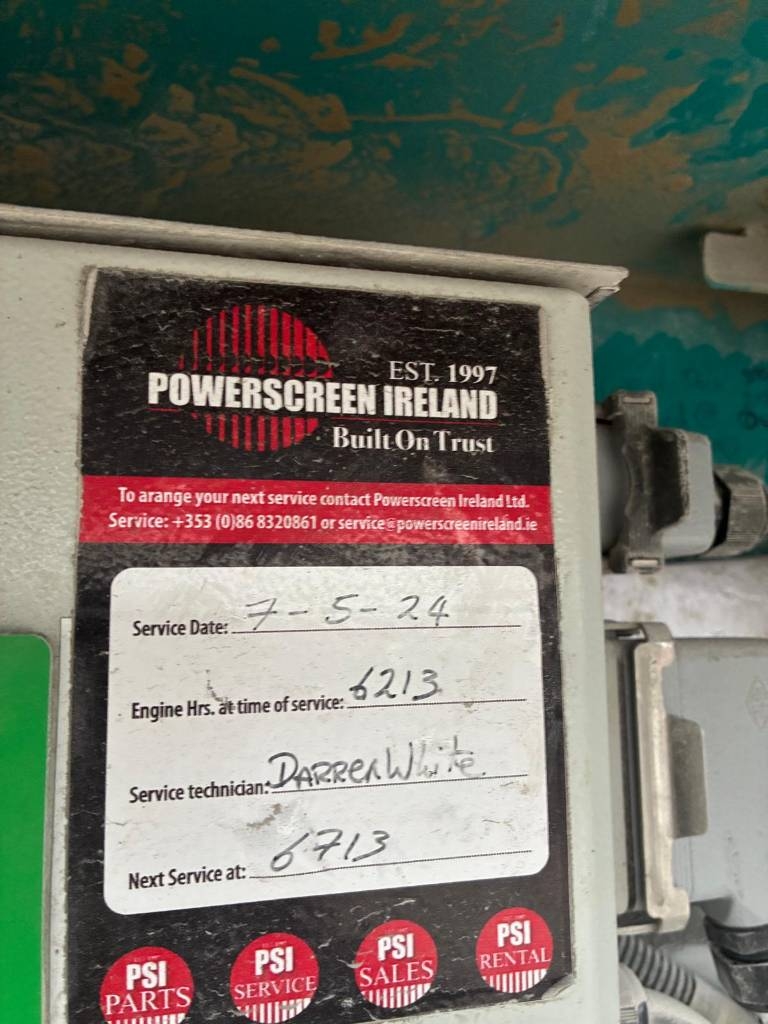 EST. 1997
POWERSCREEN IRELAND
Built On Trust
To arange your next service contact Powerscreen Ireland Ltd.
Service: +353 (0)86 8320861 or service@powerscreenireland.ie
Service Date: 7-5-24
Engine Hrs. at time of service: 6213
Service technician: DARREN White
Next Service at: 6713
PSI PARTS
PSI SERVICE
PSI SALES
PSI RENTAL